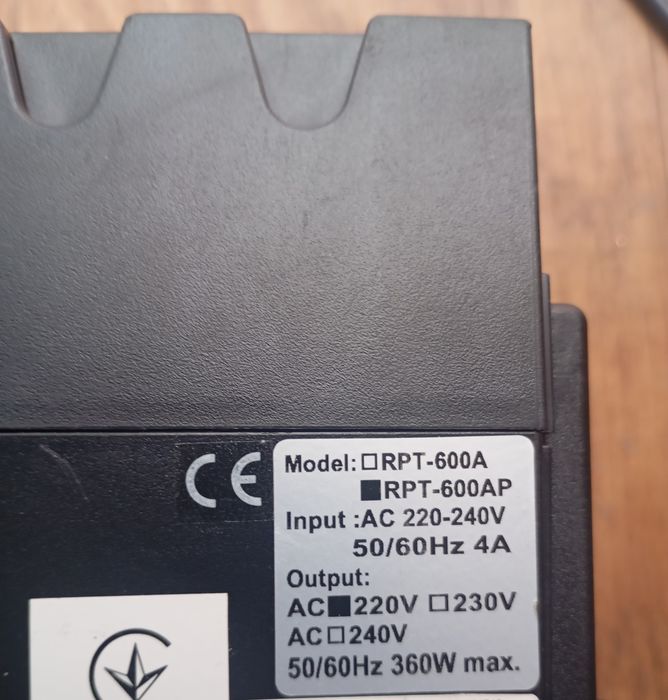 CE
Model: ☐RPT-600A
■RPT-600AP
Input :AC 220-240V
50/60Hz 4A
Output:
AC■220V ☐230V
AC☐240V
50/60Hz 360W max.